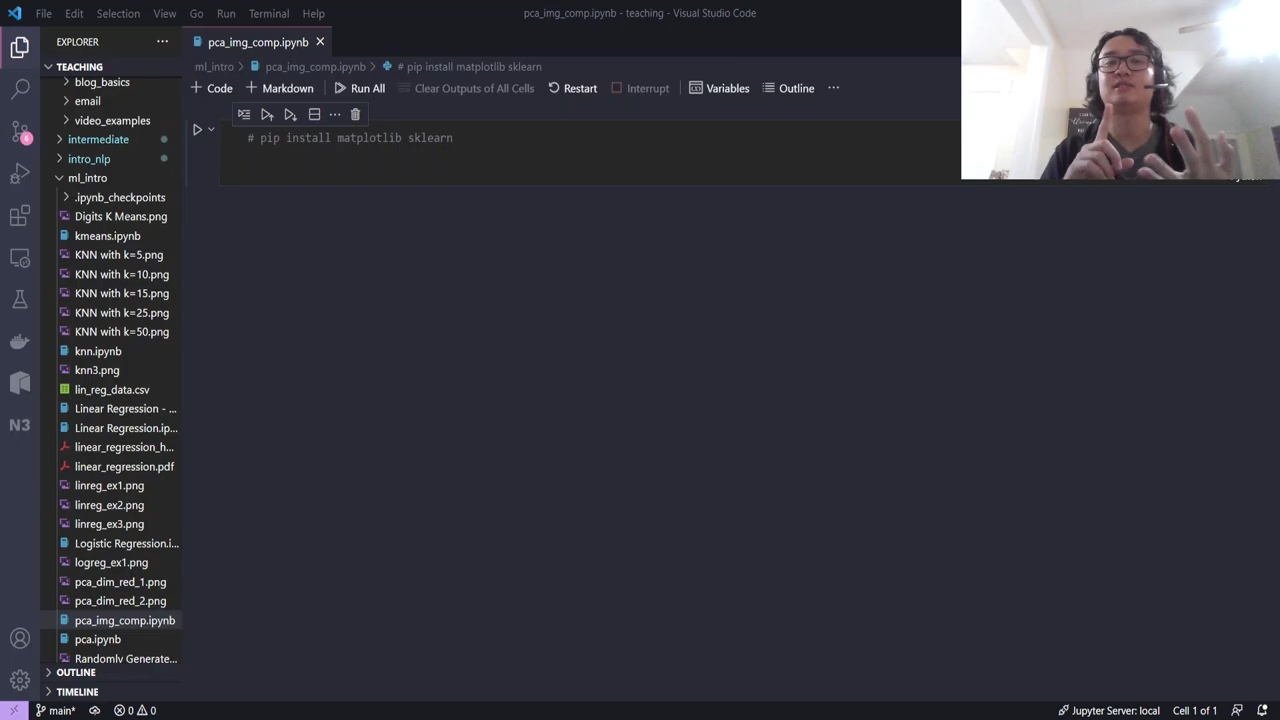 File Edit Selection View Go Run Terminal Help
pca_img_comp.ipynb - teaching - Visual Studio Code
EXPLORER
TEACHING
blog_basics
email
video_examples
intermediate
intro_nlp
ml_intro
.ipynb_checkpoints
Digits K Means.png
kmeans.ipynb
KNN with k=5.png
KNN with k=10.png
KNN with k=15.png
KNN with k=25.png
KNN with k=50.png
knn.ipynb
knn3.png
lin_reg_data.csv
Linear Regression - ...
Linear Regression.ip...
linear_regression_h...
linear_regression.pdf
linreg_ex1.png
linreg_ex2.png
linreg_ex3.png
Logistic Regression.i...
logreg_ex1.png
pca_dim_red_1.png
pca_dim_red_2.png
pca_img_comp.ipynb
pca.ipynb
Randomly Generate...
OUTLINE
TIMELINE
6
N3
pca_img_comp.ipynb
ml_intro > pca_img_comp.ipynb > # pip install matplotlib sklearn
Code Markdown Run All Clear Outputs of All Cells Restart Interrupt Variables Outline ...
# pip install matplotlib sklearn
main* 0 0 Jupyter Server: local Cell 1 of 1